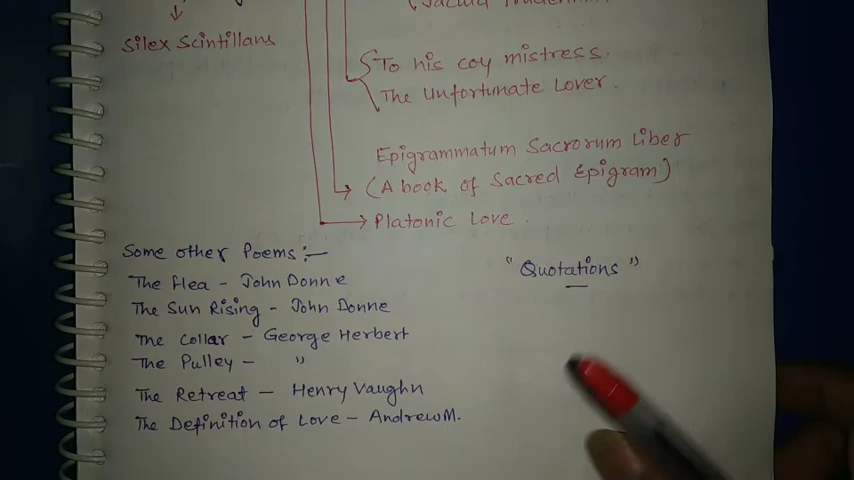 Silex Scintillans
To his coy mistress.
The Unfortunate Lover.
Epigrammatum Sacrorum Liber
(A book of Sacred Epigram)
Platonic Love.
Some other Poems:-
The Flea - John Donne
The Sun Rising - John Donne
The Collar - George Herbert
The Pulley - "
The Retreat - Henry Vaughn
The Definition of Love - Andrew M.
"Quotations"